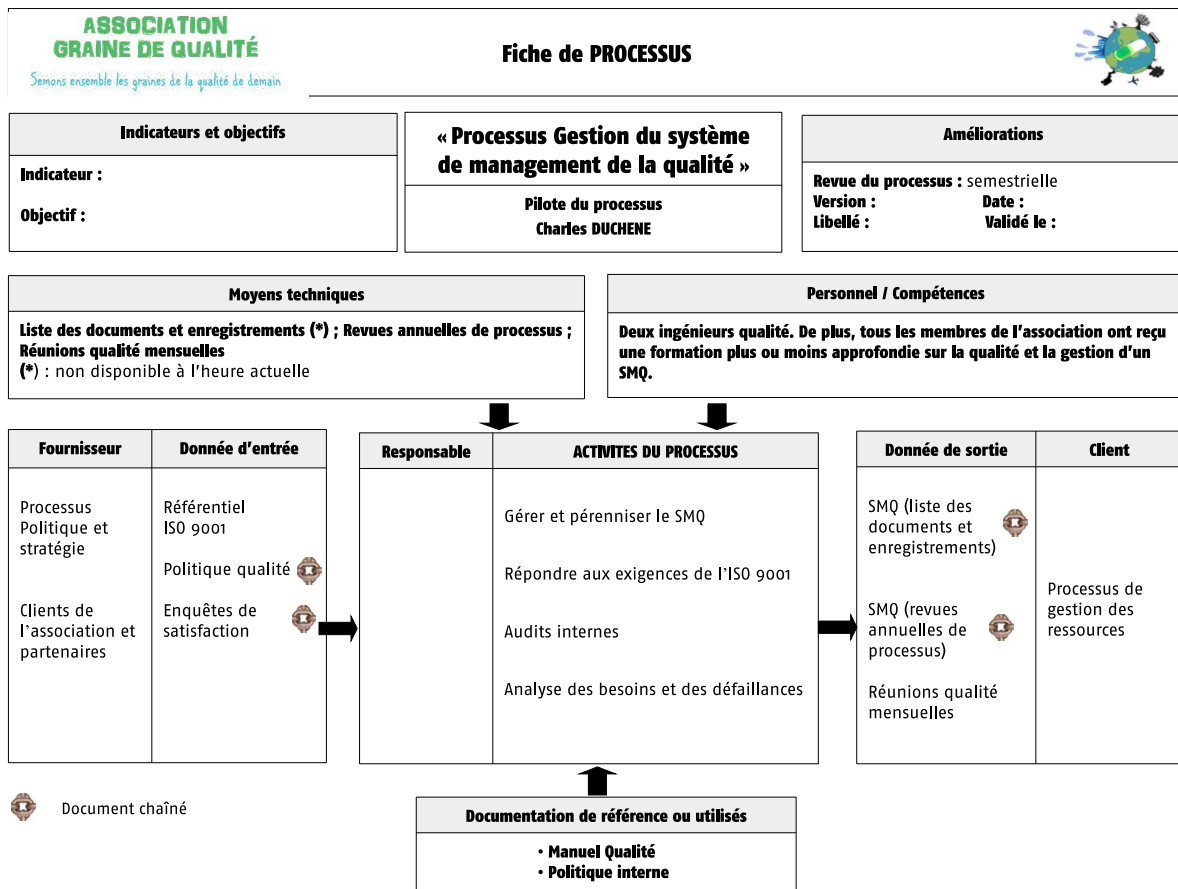 ASSOCIATION
GRAINE DE QUALITÉ
Semons ensemble les graines de la qualité de demain
Fiche de PROCESSUS
Indicateurs et objectifs
Indicateur :
Objectif :
« Processus Gestion du système
de management de la qualité »
Pilote du processus
Charles DUCHENE
Améliorations
Revue du processus : semestrielle
Version : Date :
Libellé : Validé le :
Moyens techniques
Liste des documents et enregistrements (*) ; Revues annuelles de processus ;
Réunions qualité mensuelles
(*) : non disponible à l'heure actuelle
Personnel / Compétences
Deux ingénieurs qualité. De plus, tous les membres de l'association ont reçu
une formation plus ou moins approfondie sur la qualité et la gestion d'un
SMQ.
Fournisseur
Processus
Politique et
stratégie
Clients de
l'association et
partenaires
Donnée d'entrée
Référentiel
ISO 9001
Politique qualité
Enquêtes de
satisfaction
Responsable
ACTIVITES DU PROCESSUS
Gérer et pérenniser le SMQ
Répondre aux exigences de l'ISO 9001
Audits internes
Analyse des besoins et des défaillances
Donnée de sortie
SMQ (liste des
documents et
enregistrements)
SMQ (revues
annuelles de
processus)
Réunions qualité
mensuelles
Client
Processus de
gestion des
ressources
Document chaîné
Documentation de référence ou utilisés
• Manuel Qualité
• Politique interne